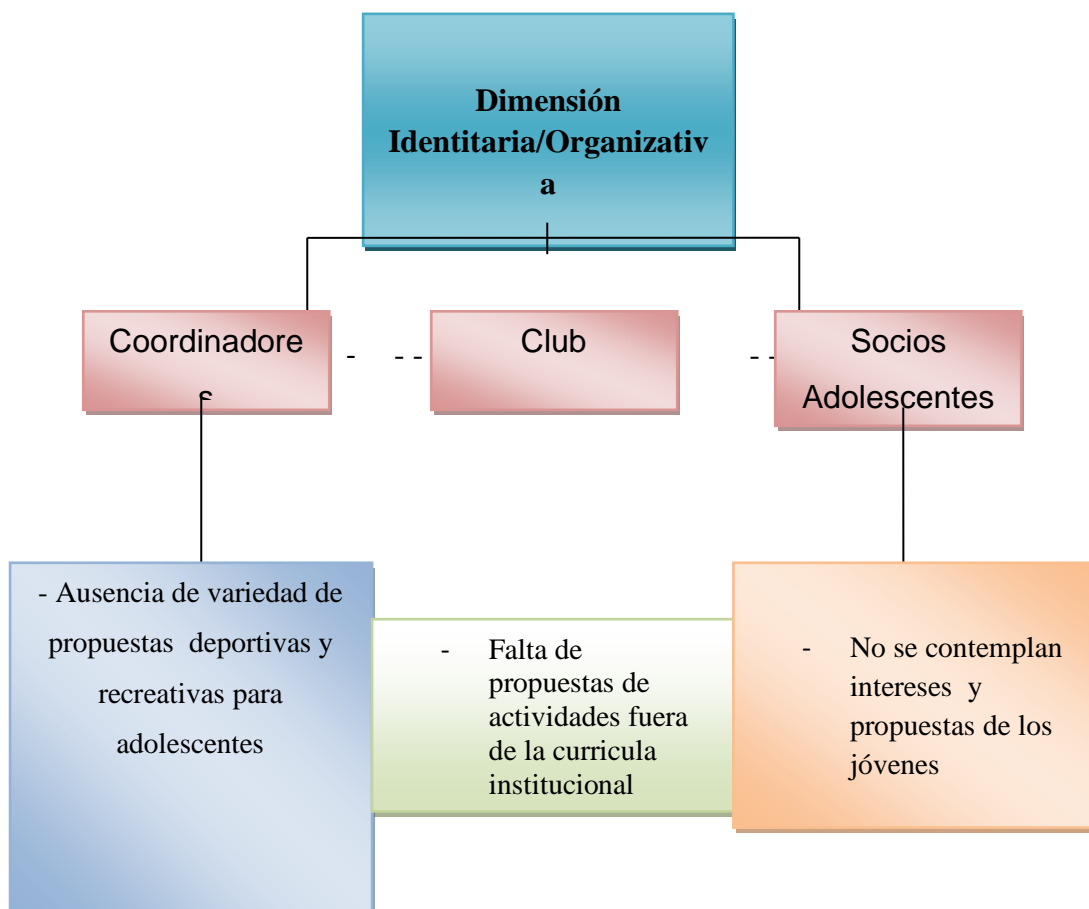 Dimensión
Identitaria/Organizativ
a
Coordinadore
s
-
- -
Club
- -
Socios
Adolescentes
- Ausencia de variedad de
propuestas deportivas y
recreativas para
adolescentes
- Falta de
propuestas de
actividades fuera
de la curricula
institucional
- No se contemplan
intereses y
propuestas de los
jóvenes